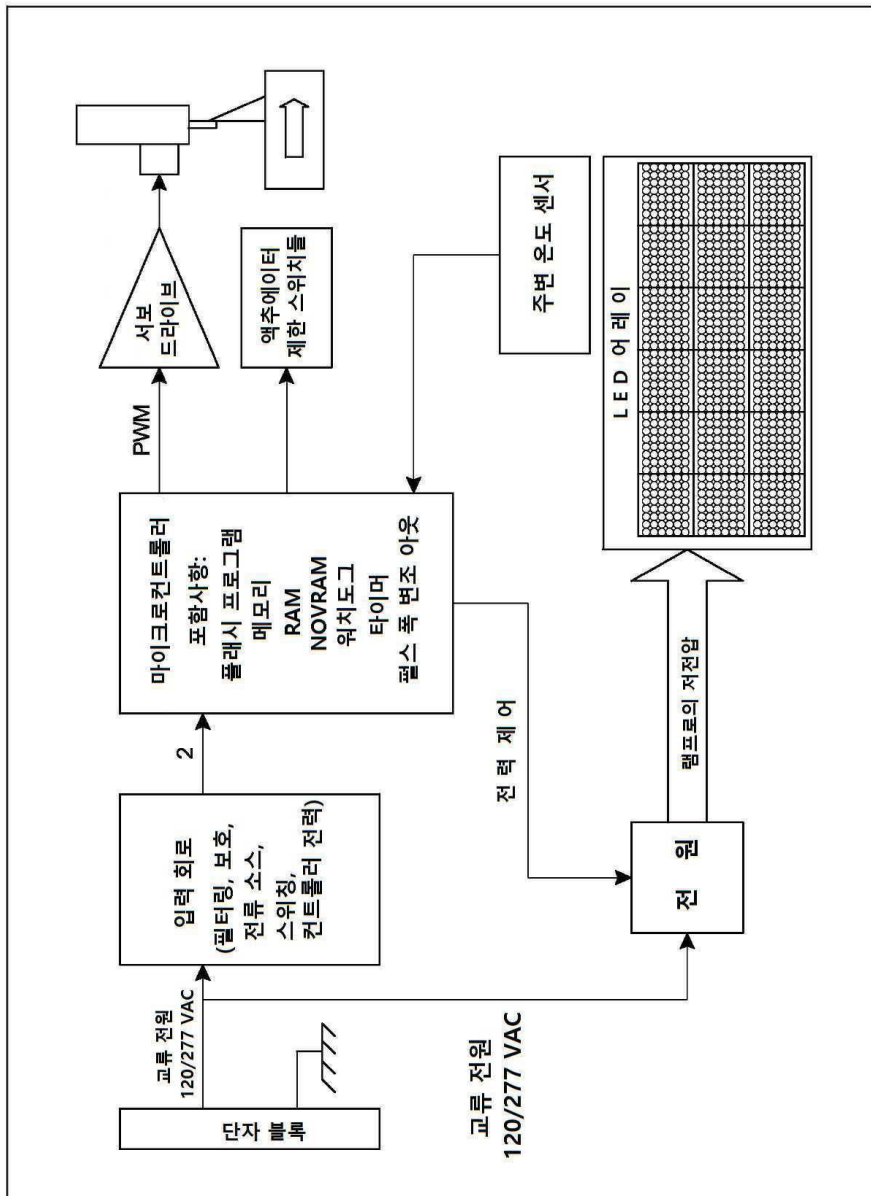 단자 블록
교류 전원
120/277 VAC
입력 회로
(필터링, 보호,
전류 소스,
스위칭,
컨트롤러 전력)
2
마이크로컨트롤러
포함사항:
플래시 프로그램
메모리
RAM
NOVRAM
워치도그
타이머
펄스 폭 변조 아웃
PWM
서보
드라이브
액추에이터
제한 스위치들
주변 온도 센서
전력 제어
교류 전원
120/277 VAC
전 원
램프로의 저전압
LED 어레이